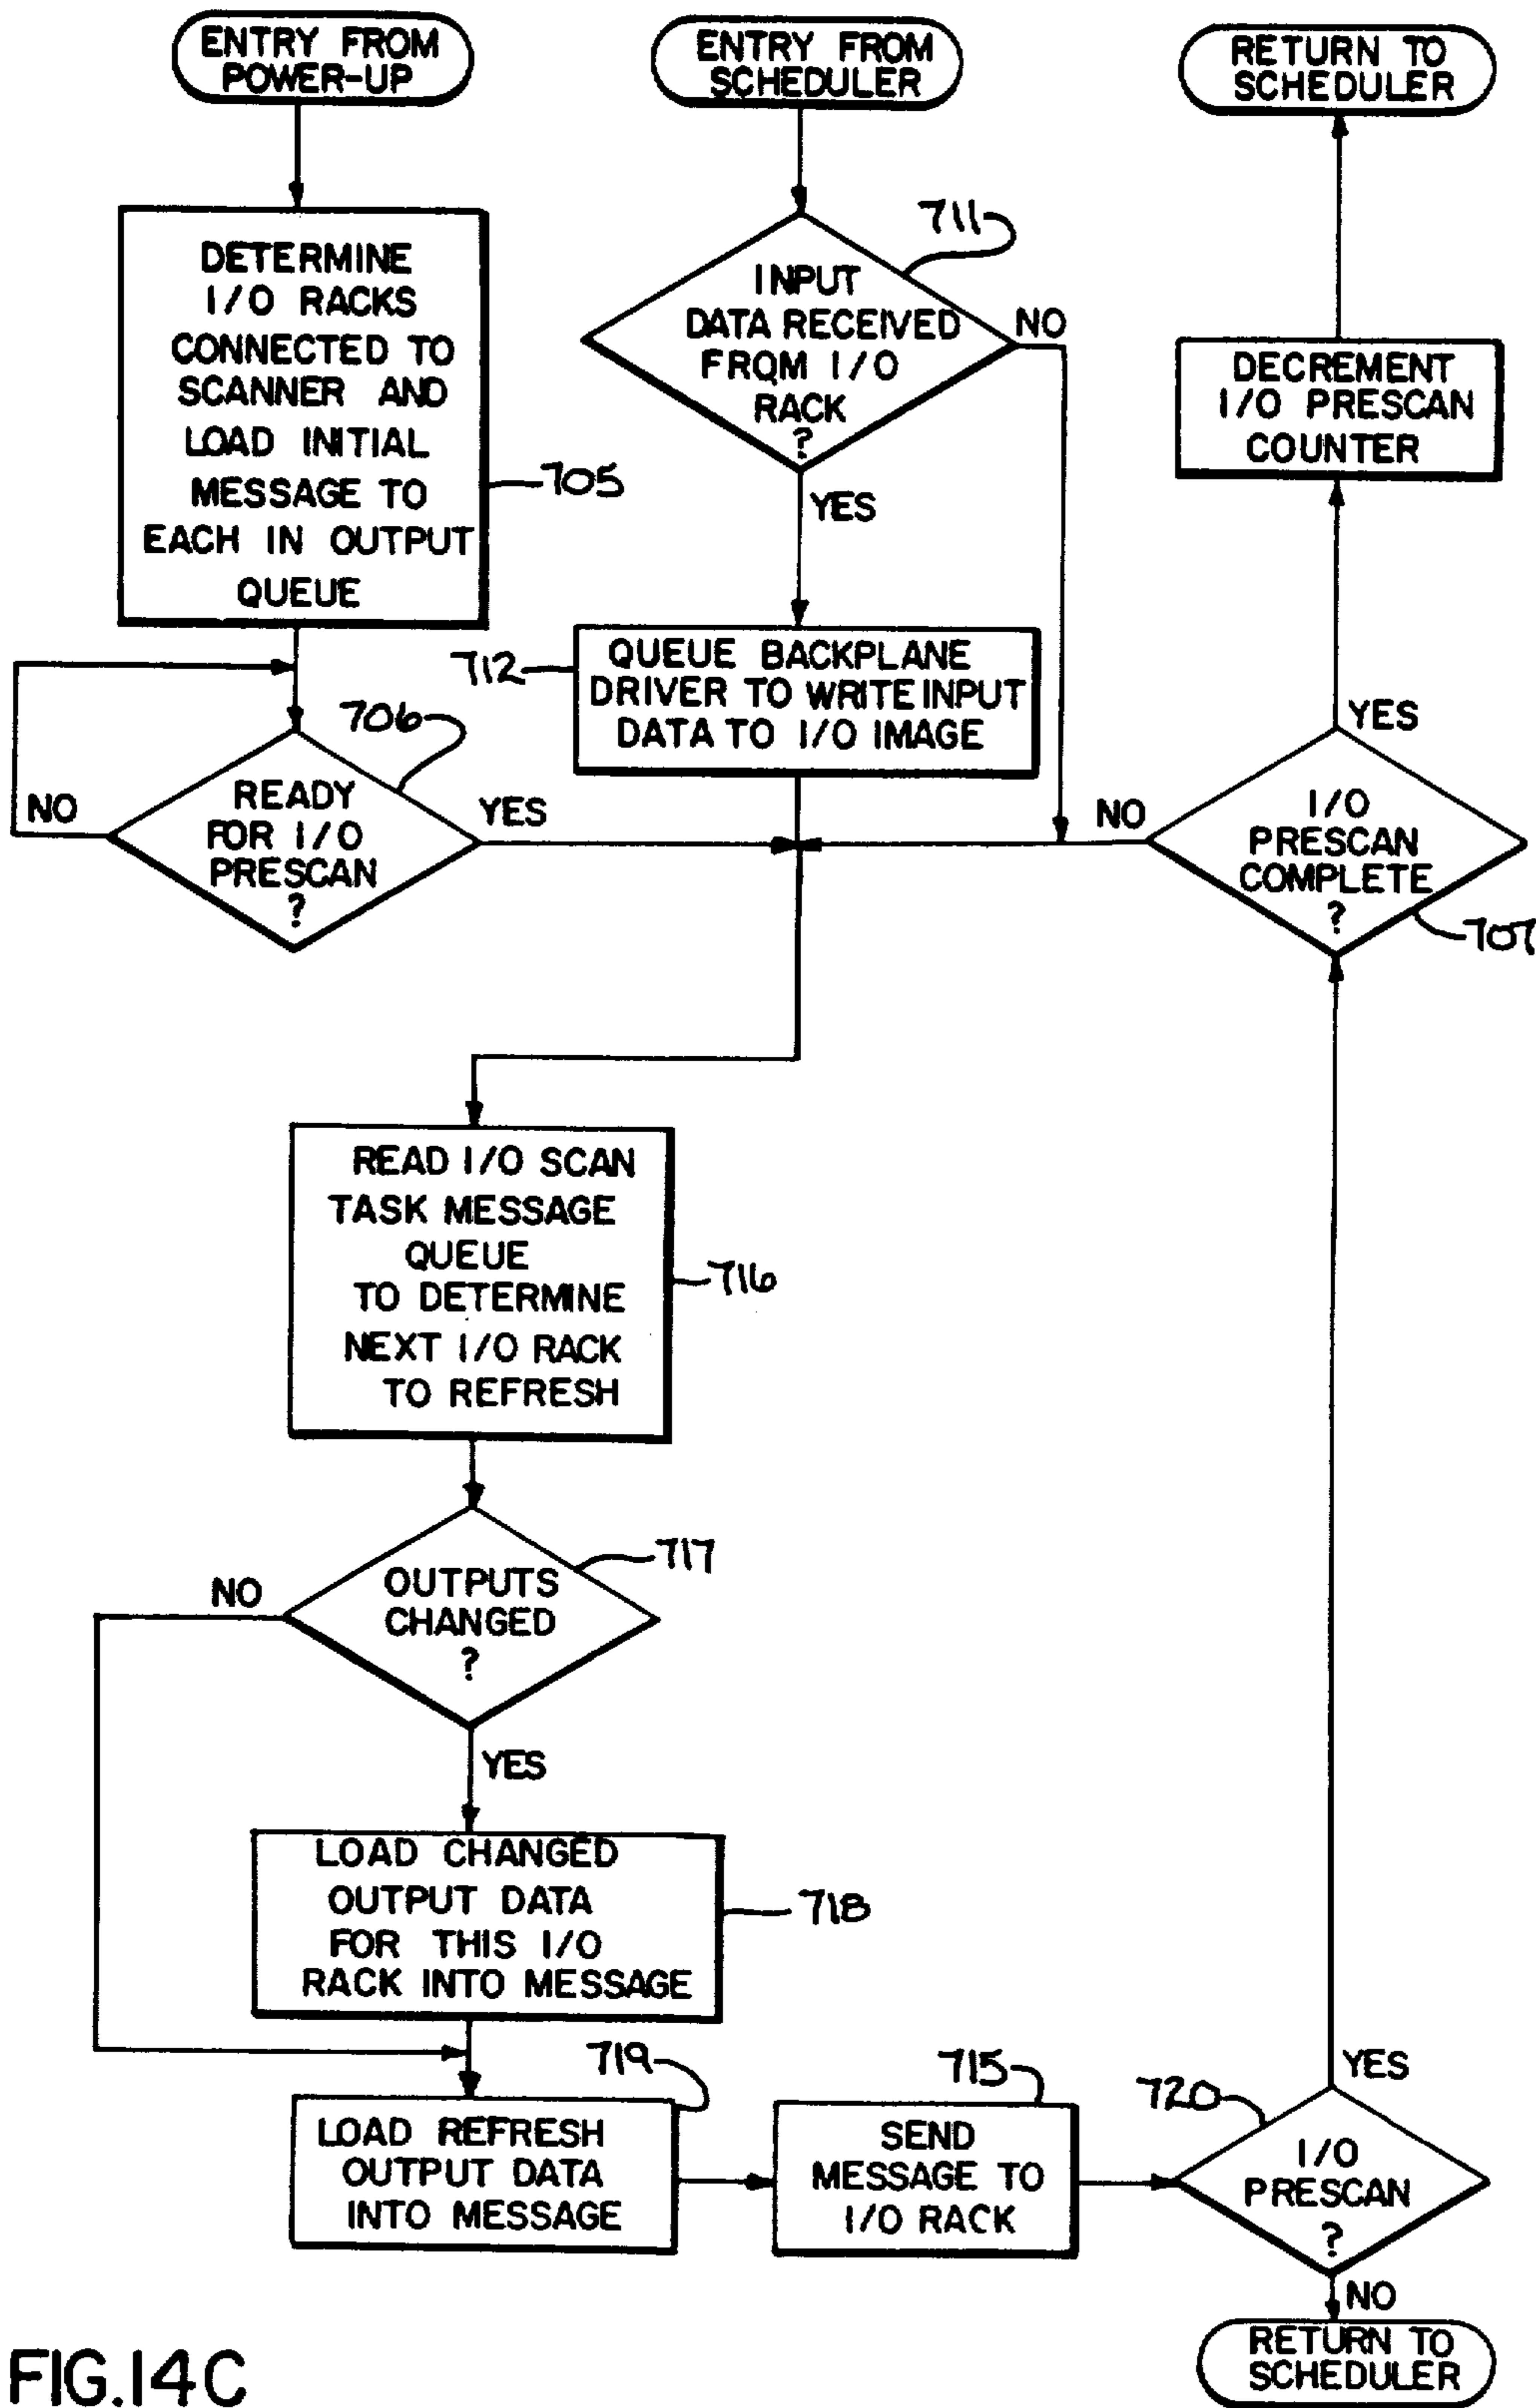 ENTRY FROM
POWER-UP
ENTRY FROM
SCHEDULER
RETURN TO
SCHEDULER
DETERMINE
I/O RACKS
CONNECTED TO
SCANNER AND
LOAD INITIAL
MESSAGE TO
EACH IN OUTPUT
QUEUE
705
711
INPUT
DATA RECEIVED
FROM I/O
RACK
?
NO
YES
DECREMENT
I/O PRESCAN
COUNTER
712
QUEUE BACKPLANE
DRIVER TO WRITE INPUT
DATA TO I/O IMAGE
706
READY
FOR I/O
PRESCAN
?
NO
YES
YES
NO
I/O
PRESCAN
COMPLETE
?
707
READ I/O SCAN
TASK MESSAGE
QUEUE
TO DETERMINE
NEXT I/O RACK
TO REFRESH
716
717
OUTPUTS
CHANGED
?
NO
YES
LOAD CHANGED
OUTPUT DATA
FOR THIS I/O
RACK INTO MESSAGE
718
719
LOAD REFRESH
OUTPUT DATA
INTO MESSAGE
715
SEND
MESSAGE TO
I/O RACK
720
YES
I/O
PRESCAN
?
NO
RETURN TO
SCHEDULER
FIG.14C